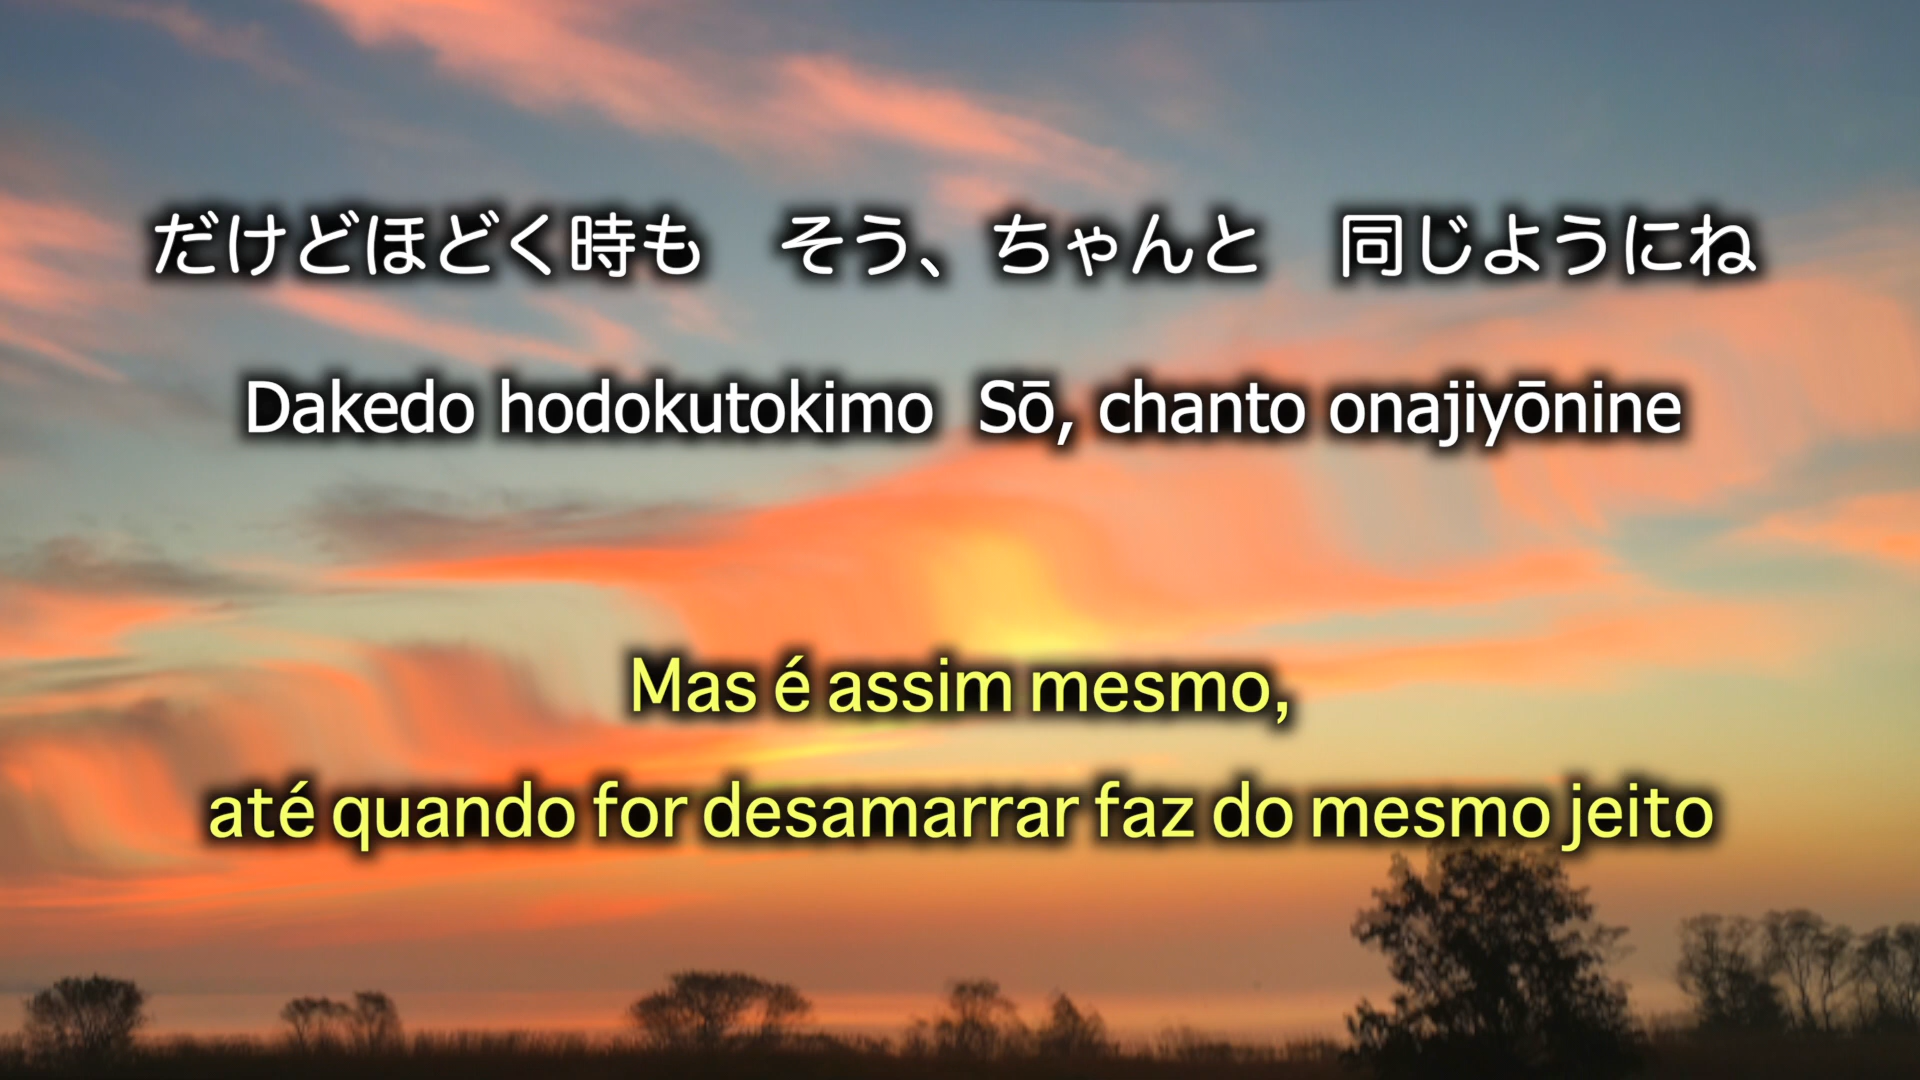 だけどほどく時も　そう、ちゃんと　同じようにね
Dakedo hodokutokimo  Sō, chanto onajiyōnine
Mas é assim mesmo,
até quando for desamarrar faz do mesmo jeito